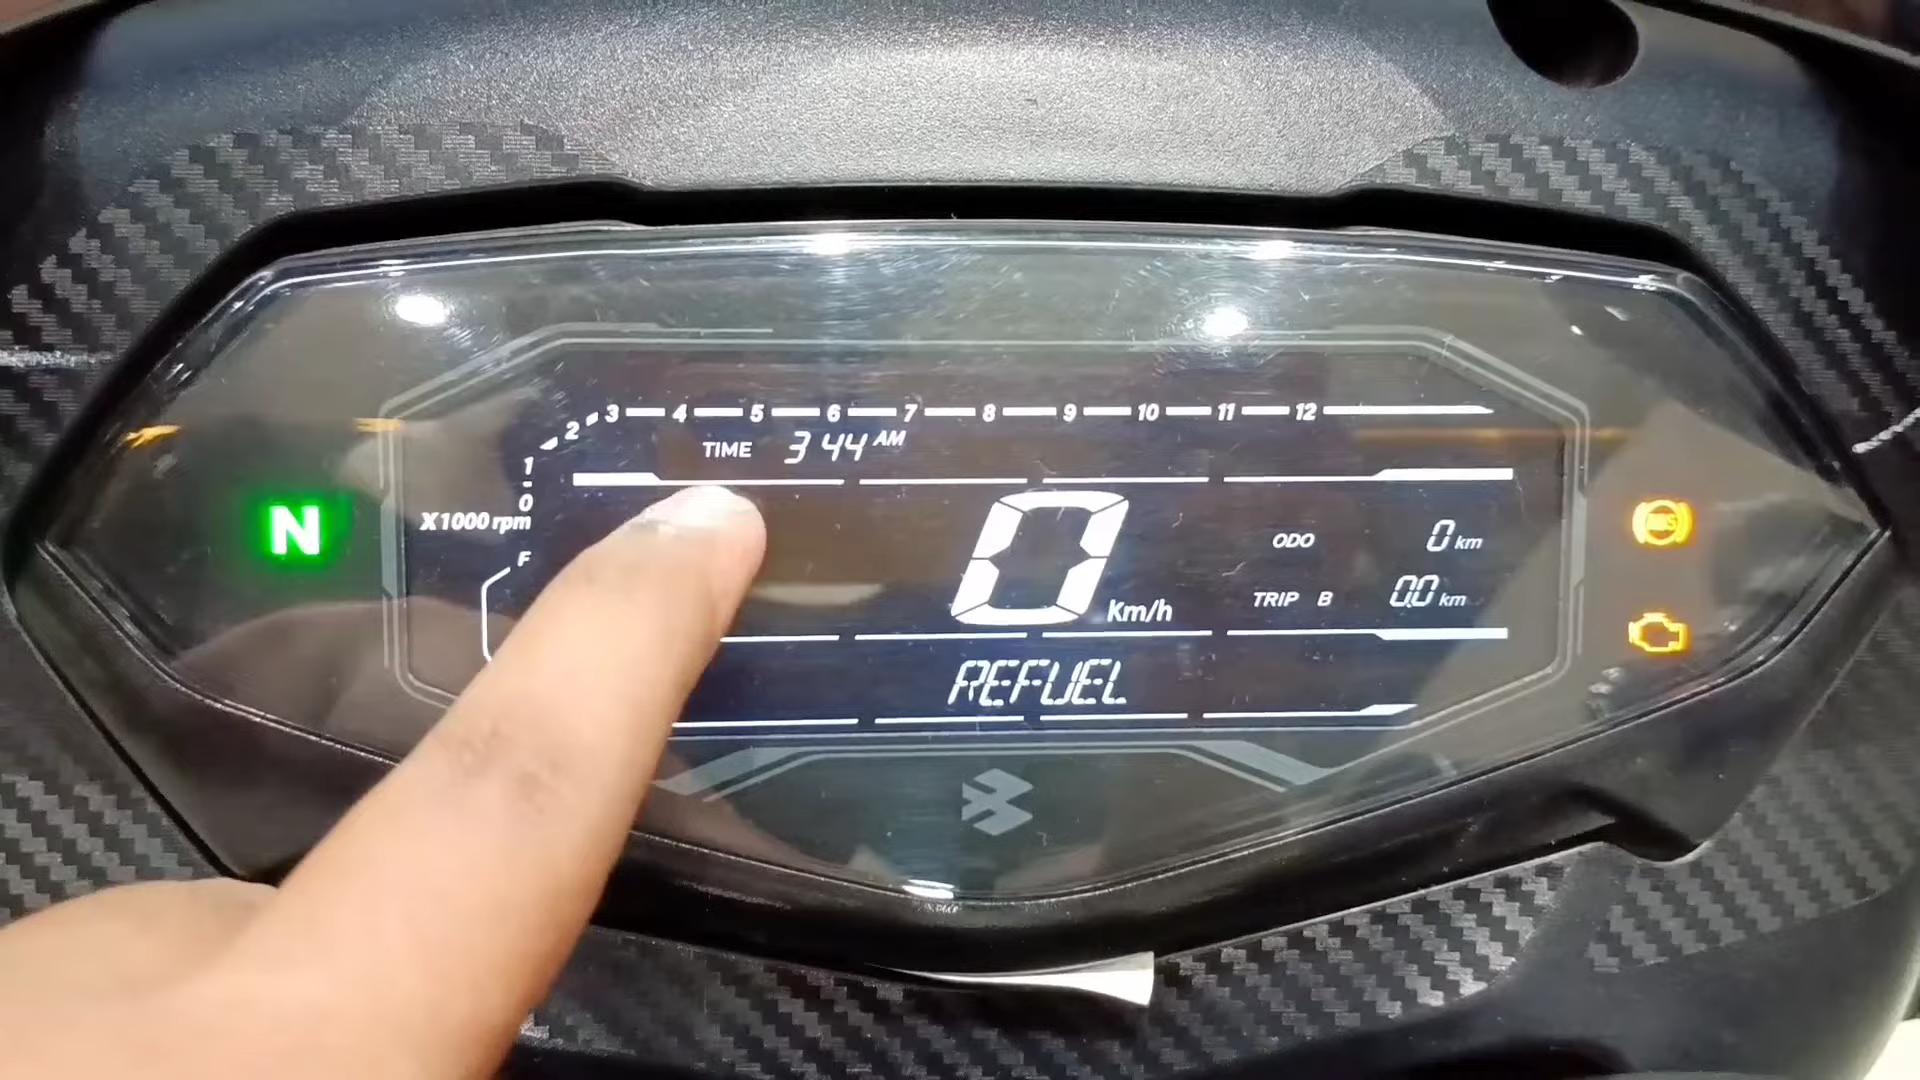 3 4 5 6 7 8 9 10 11 12
2
1
0
TIME 3 44 AM
X1000 rpm
F
N
0 Km/h
ODO 0 km
TRIP B 0.0 km
ABS
REFUEL